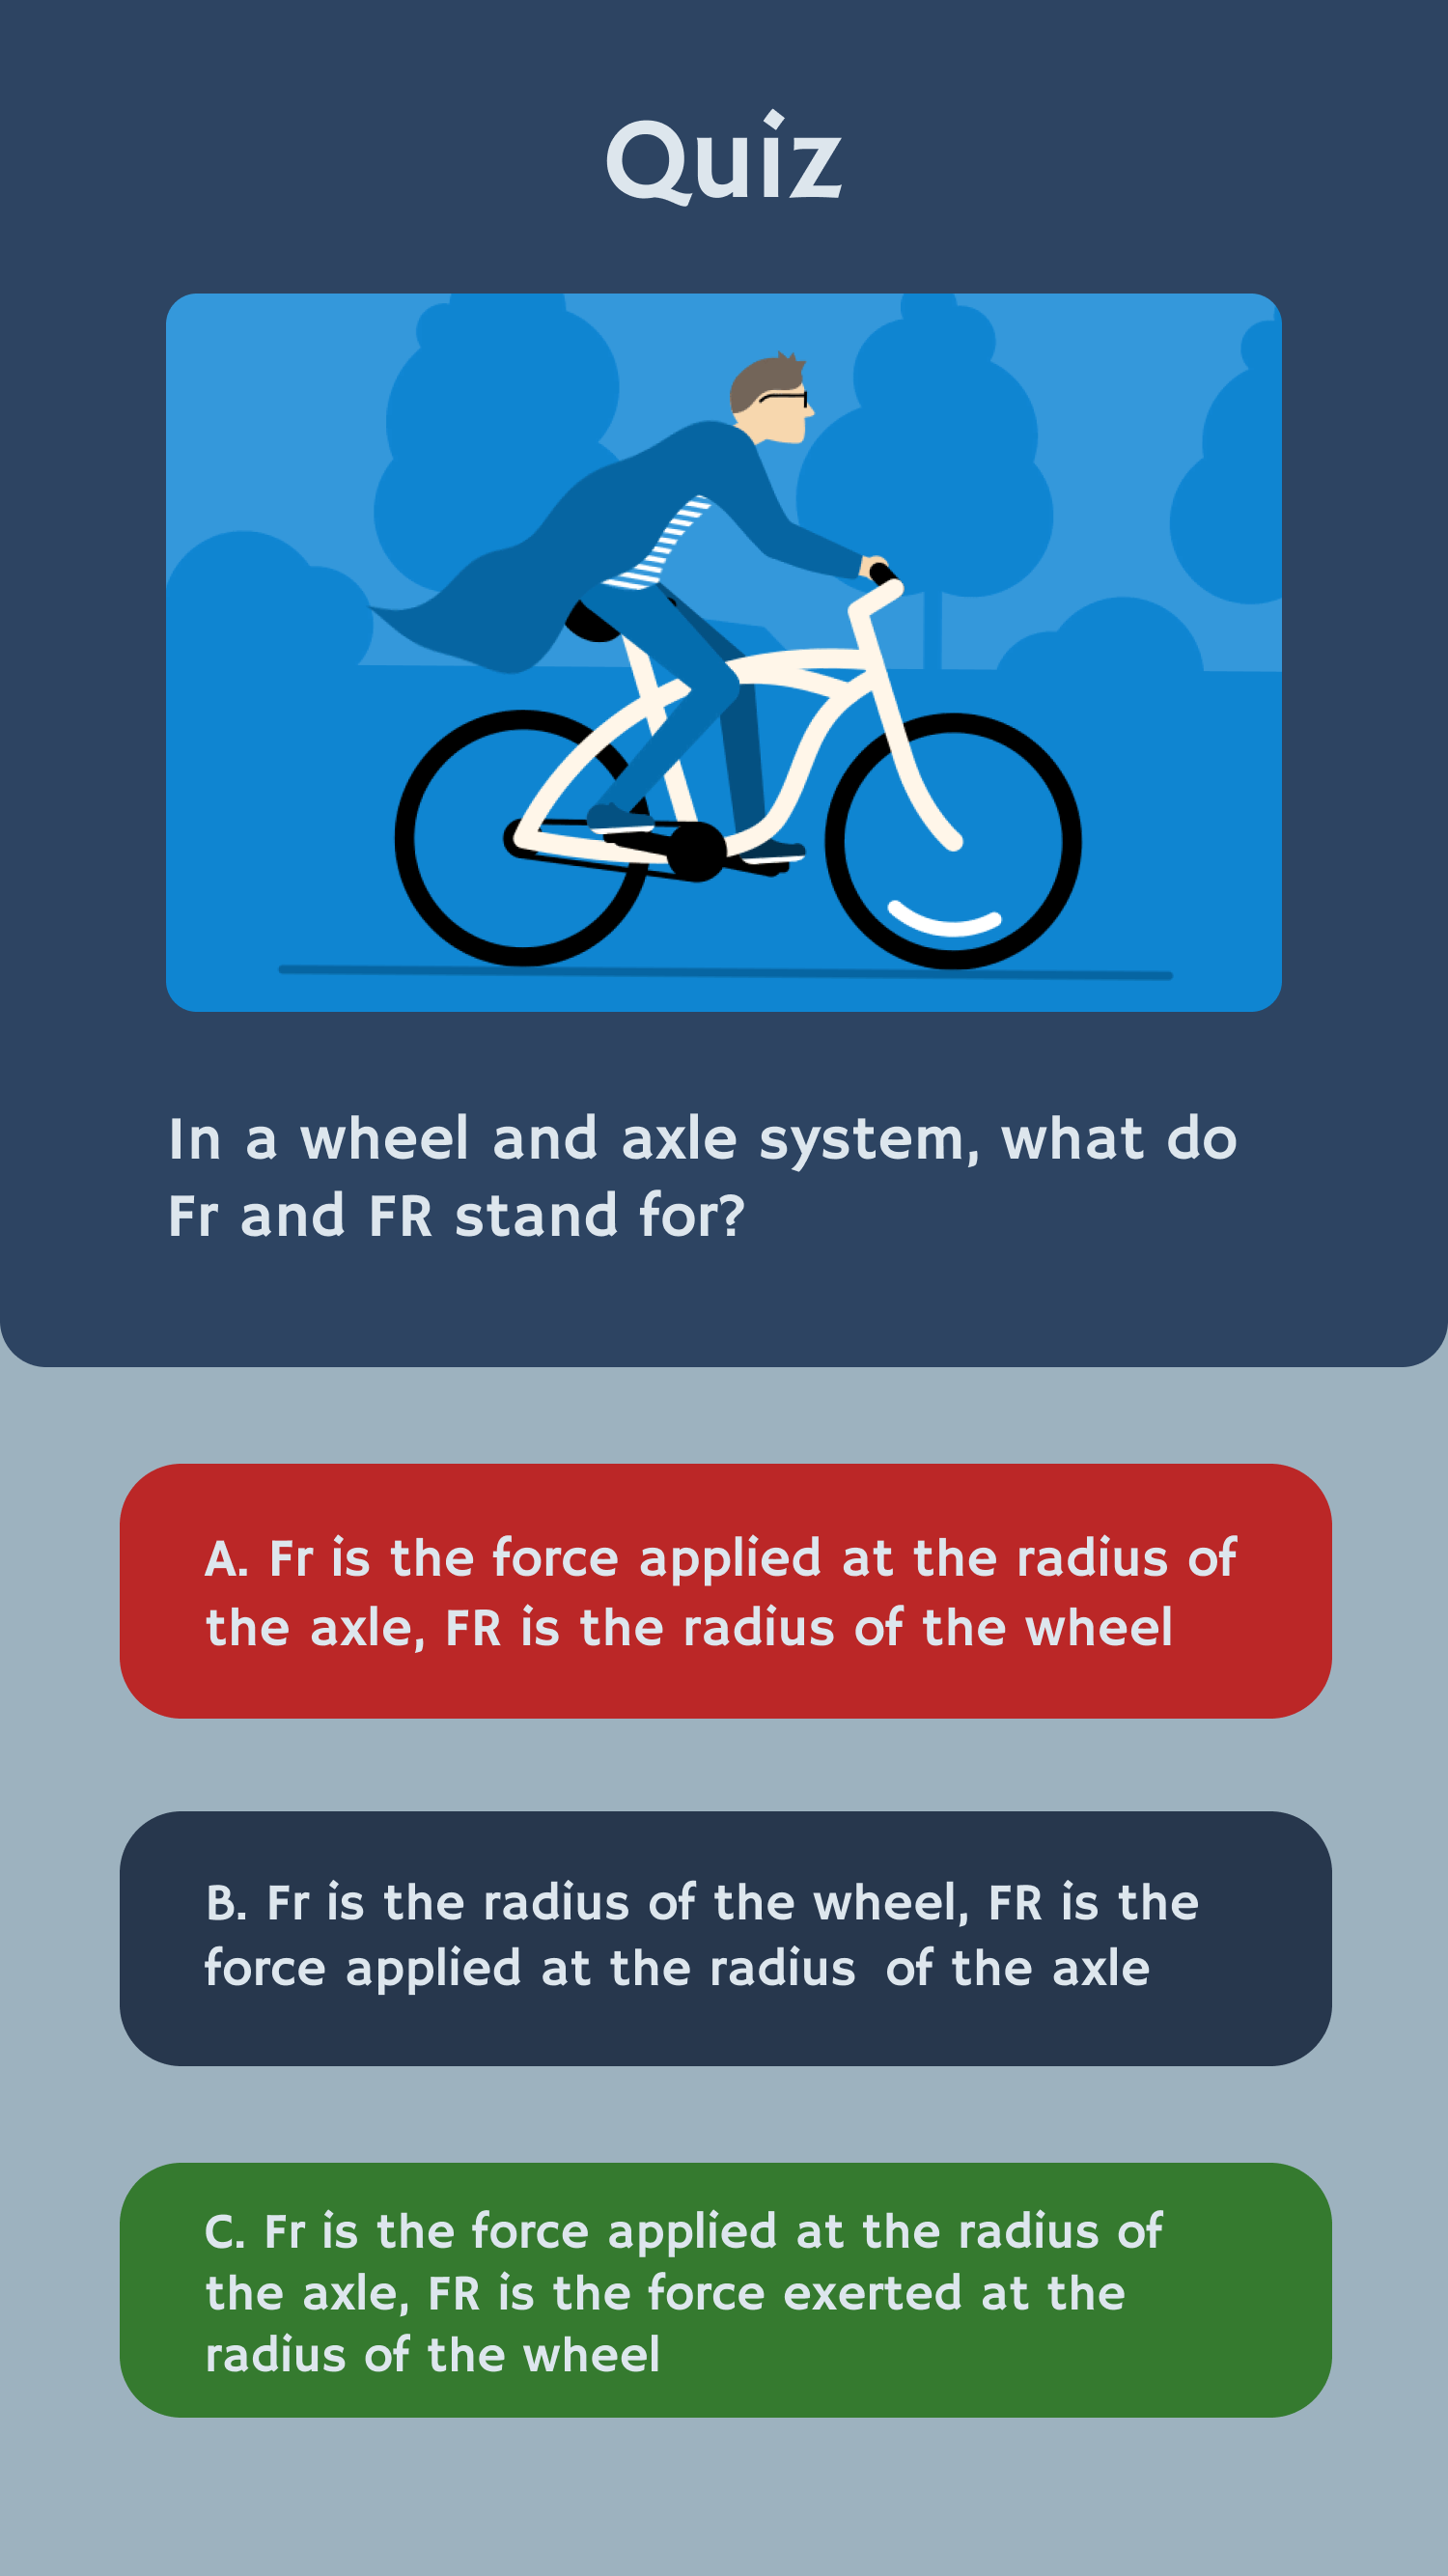 Quiz
In a wheel and axle system, what do
Fr and FR stand for?
A. Fr is the force applied at the radius of
the axle, FR is the radius of the wheel
B. Fr is the radius of the wheel, FR is the
force applied at the radius  of the axle
C. Fr is the force applied at the radius of
the axle, FR is the force exerted at the
radius of the wheel